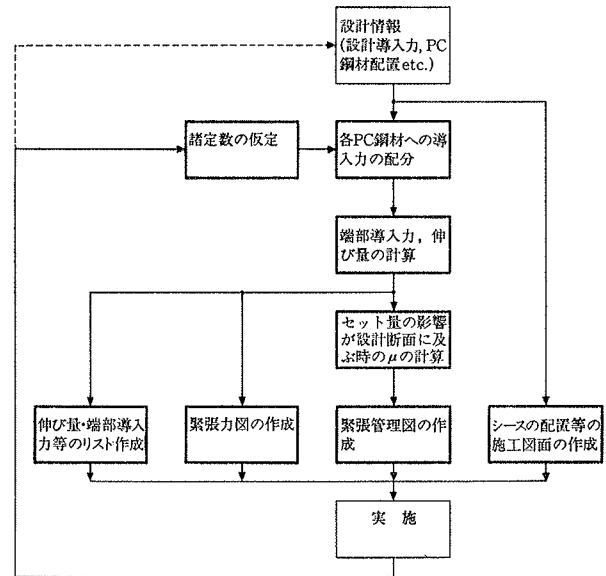 設計情報
(設計導入力, PC
鋼材配置etc.)
諸定数の仮定
各PC鋼材への導
入力の配分
端部導入力, 伸
び量の計算
セット量の影響
が設計断面に及
ぶ時のμの計算
伸び量・端部導入
力等のリスト作成
緊張力図の作成
緊張管理図の作
成
シースの配置等の
施工図面の作成
実 施